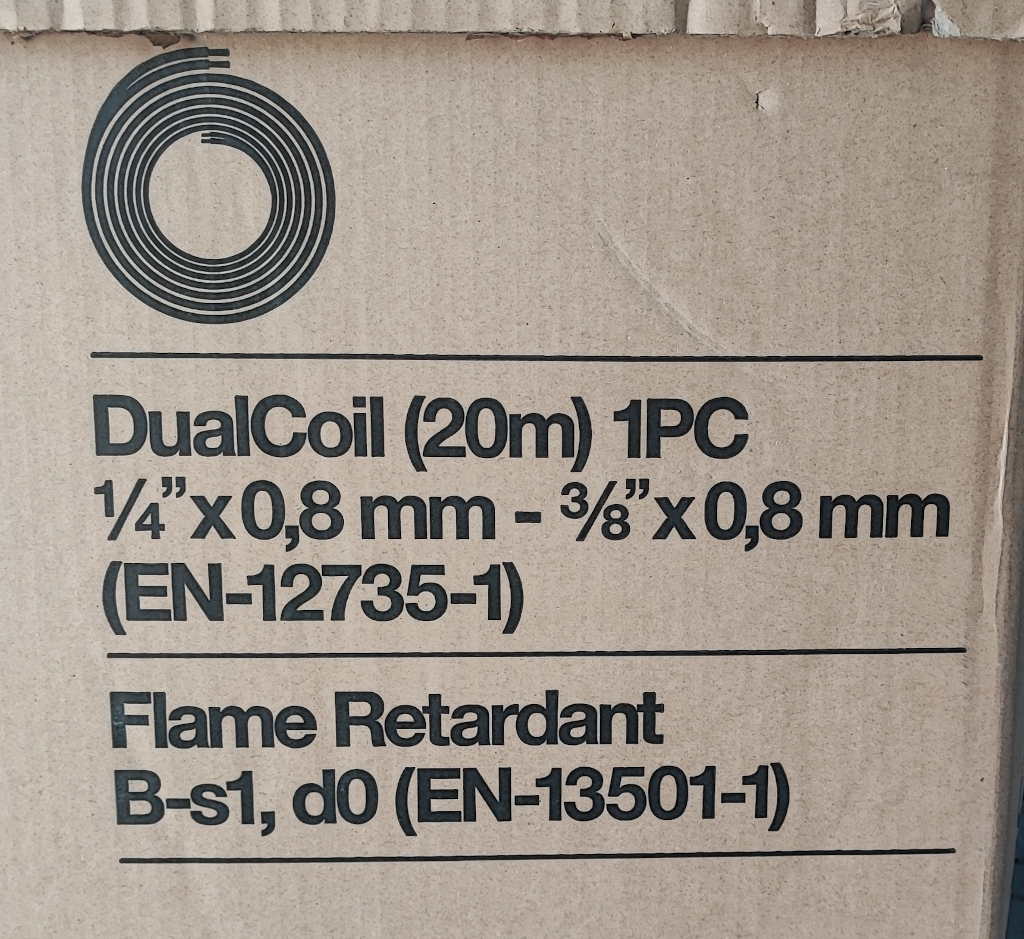 DualCoil (20m) 1PC
¼”x0,8 mm - ⅜”x0,8 mm
(EN-12735-1)
Flame Retardant
B-s1, d0 (EN-13501-1)